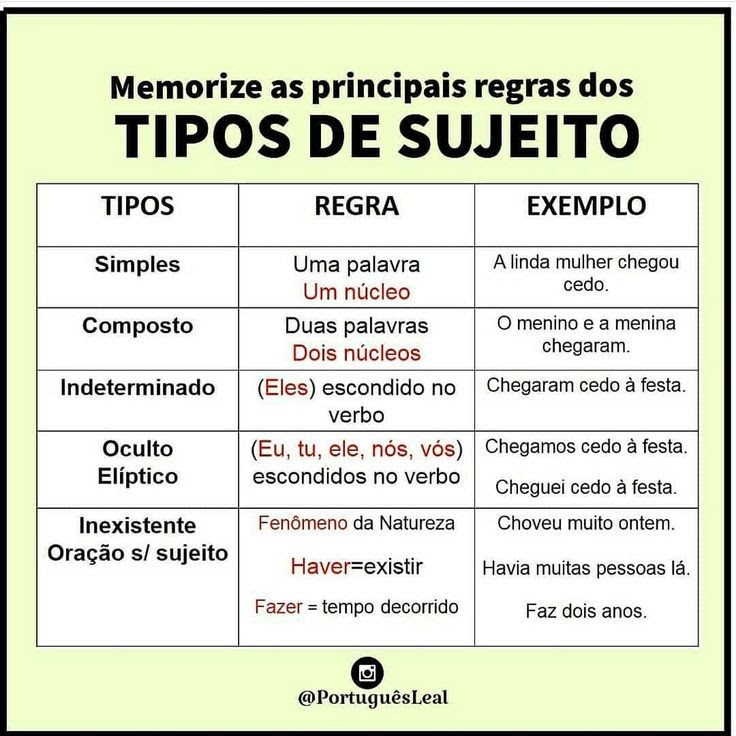 Memorize as principais regras dos
TIPOS DE SUJEITO
TIPOS REGRA EXEMPLO
Simples
Uma palavra
Um núcleo
A linda mulher chegou
cedo.
Composto
Duas palavras
Dois núcleos
O menino e a menina
chegaram.
Indeterminado
(Eles) escondido no
verbo
Chegaram cedo à festa.
Oculto
Elíptico
(Eu, tu, ele, nós, vós)
escondidos no verbo
Chegamos cedo à festa.
Cheguei cedo à festa.
Inexistente
Oração s/ sujeito
Fenômeno da Natureza
Haver=existir
Fazer = tempo decorrido
Choveu muito ontem.
Havia muitas pessoas lá.
Faz dois anos.
@PortuguêsLeal